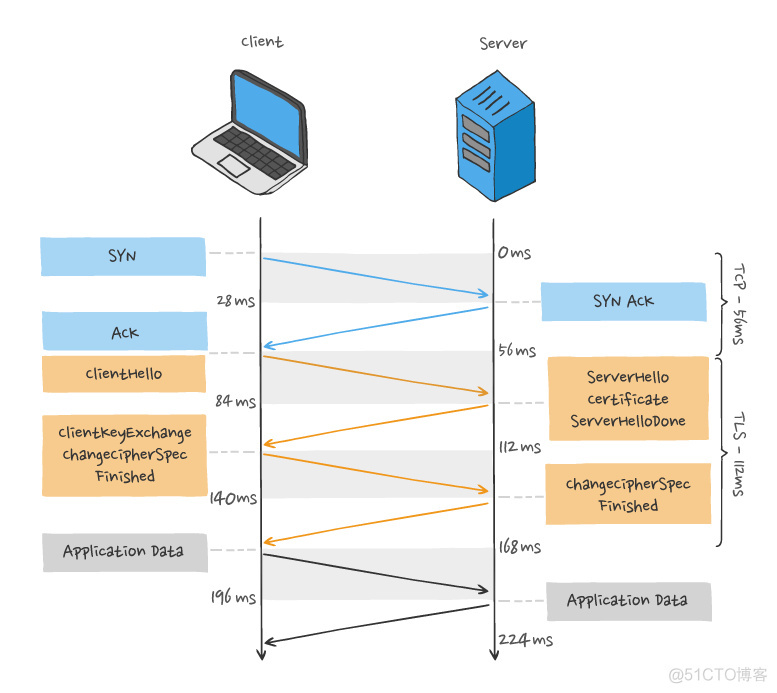 Client
Server
SYN
0ms
28ms
SYN Ack
TCP - 56ms
Ack
56ms
ClientHello
84ms
ServerHello
Certificate
ServerHelloDone
ClientKeyExchange
ChangeCipherSpec
Finished
112ms
TLS - 112ms
140ms
ChangeCipherSpec
Finished
Application Data
168ms
196ms
Application Data
224ms
@51CTO博客